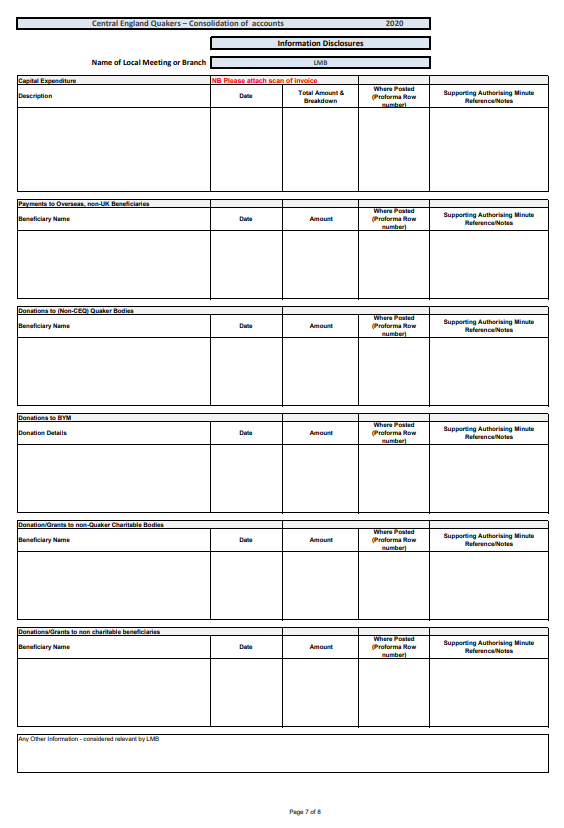 Central England Quakers – Consolidation of accounts 2020
Information Disclosures
Name of Local Meeting or Branch LMB
Capital Expenditure NB Please attach scan of invoice
Description Date Total Amount & Breakdown Where Posted (Proforma Row number) Supporting Authorising Minute Reference/Notes
Payments to Overseas, non-UK Beneficiaries
Beneficiary Name Date Amount Where Posted (Proforma Row number) Supporting Authorising Minute Reference/Notes
Donations to (Non-CEQ) Quaker Bodies
Beneficiary Name Date Amount Where Posted (Proforma Row number) Supporting Authorising Minute Reference/Notes
Donations to BYM
Donation Details Date Amount Where Posted (Proforma Row number) Supporting Authorising Minute Reference/Notes
Donation/Grants to non-Quaker Charitable Bodies
Beneficiary Name Date Amount Where Posted (Proforma Row number) Supporting Authorising Minute Reference/Notes
Donations/Grants to non charitable beneficiaries
Beneficiary Name Date Amount Where Posted (Proforma Row number) Supporting Authorising Minute Reference/Notes
Any Other Information - considered relevant by LMB
Page 7 of 8